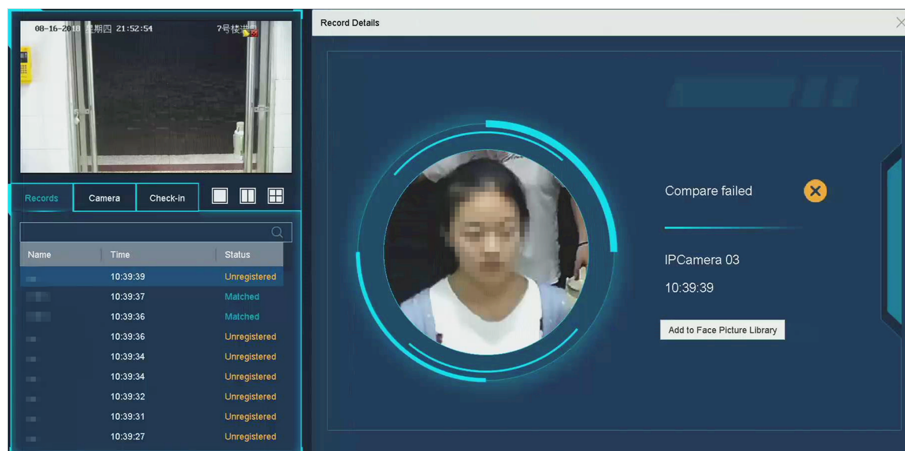 08-16-2018 星期四 21:52:54
7号楼
Record Details
Records
Camera
Check-in
Name Time Status
10:39:39 Unregistered
10:39:37 Matched
10:39:36 Matched
10:39:36 Unregistered
10:39:34 Unregistered
10:39:34 Unregistered
10:39:32 Unregistered
10:39:31 Unregistered
10:39:27 Unregistered
Compare failed
IPCamera 03
10:39:39
Add to Face Picture Library